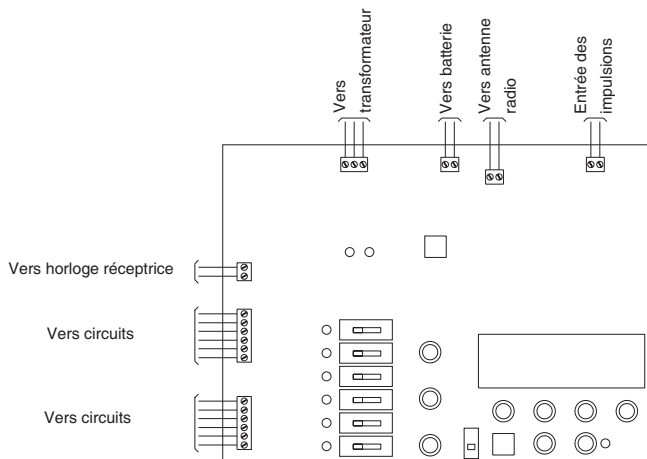 Vers
transformateur
Vers batterie
Vers antenne
radio
Entrée des
impulsions
Vers horloge réceptrice
Vers circuits
Vers circuits